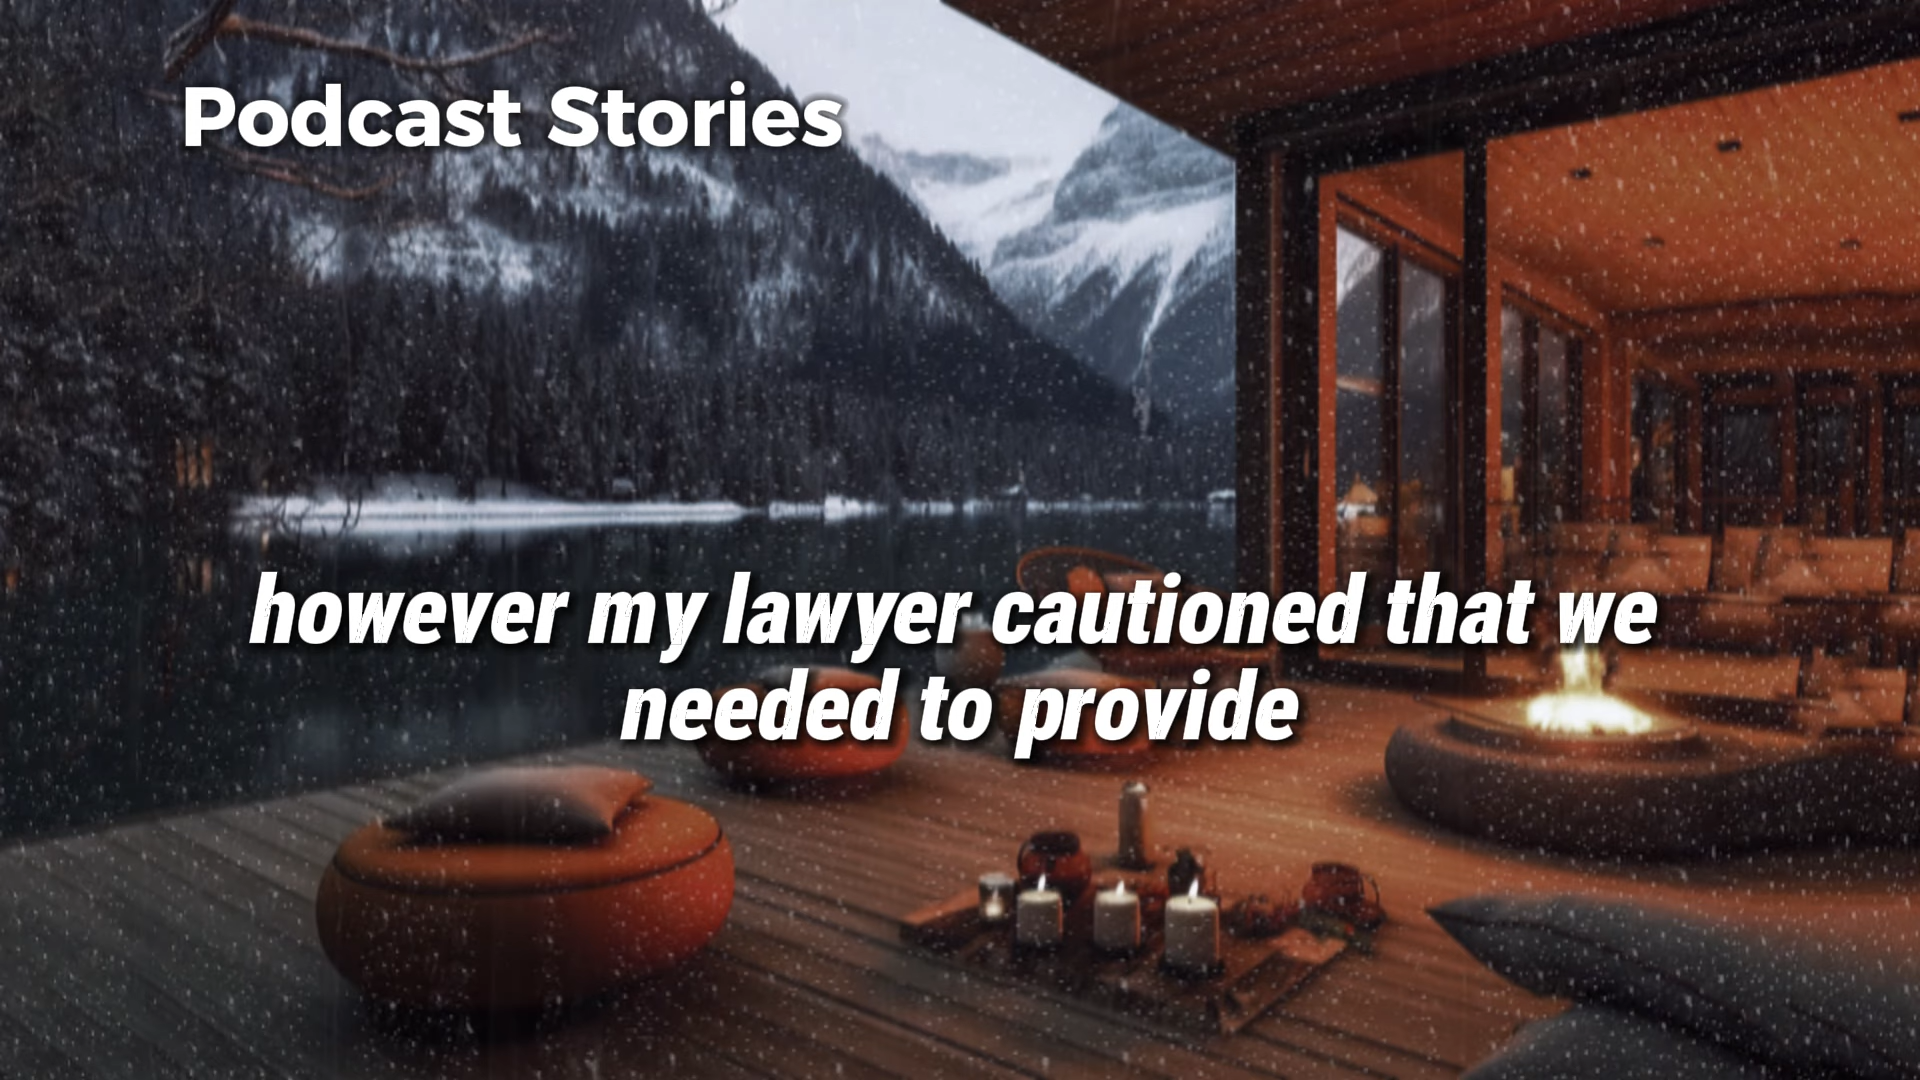 Podcast Stories
however my lawyer cautioned that we
needed to provide